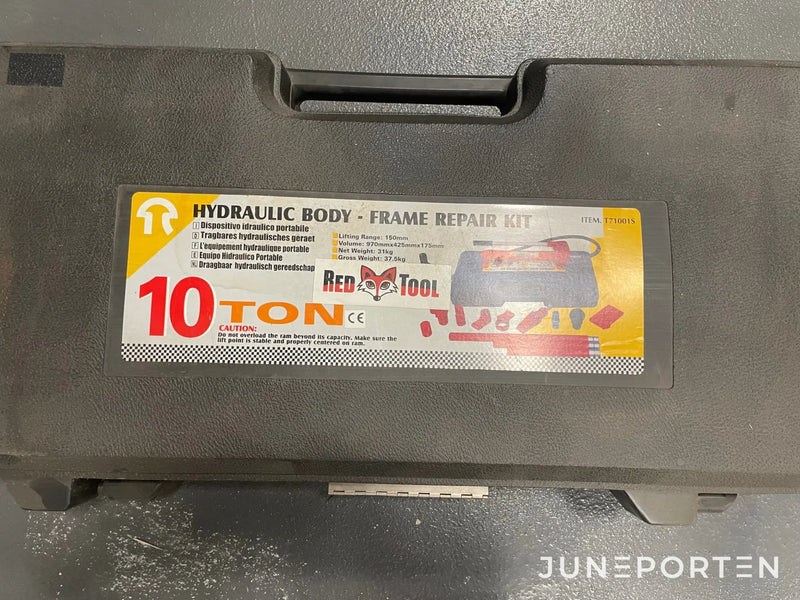 HYDRAULIC BODY - FRAME REPAIR KIT
ITEM. T71001S
I Dispositivo idraulico portabile
Tragbares hydraulisches geraet
F L'equipement hydraulique portable
E Equipo Hidraulico Portable
NL Draagbaar hydraulisch gereedschap
Lifting Range: 150mm
Volume: 970mmx425mmx175mm
Net Weight: 31kg
Gross Weight: 37.5kg
RED TOOL
10 TON CE
CAUTION:
Do not overload the ram beyond its capacity. Make sure the
lift point is stable and properly centered on ram.
JUNEPORTEN